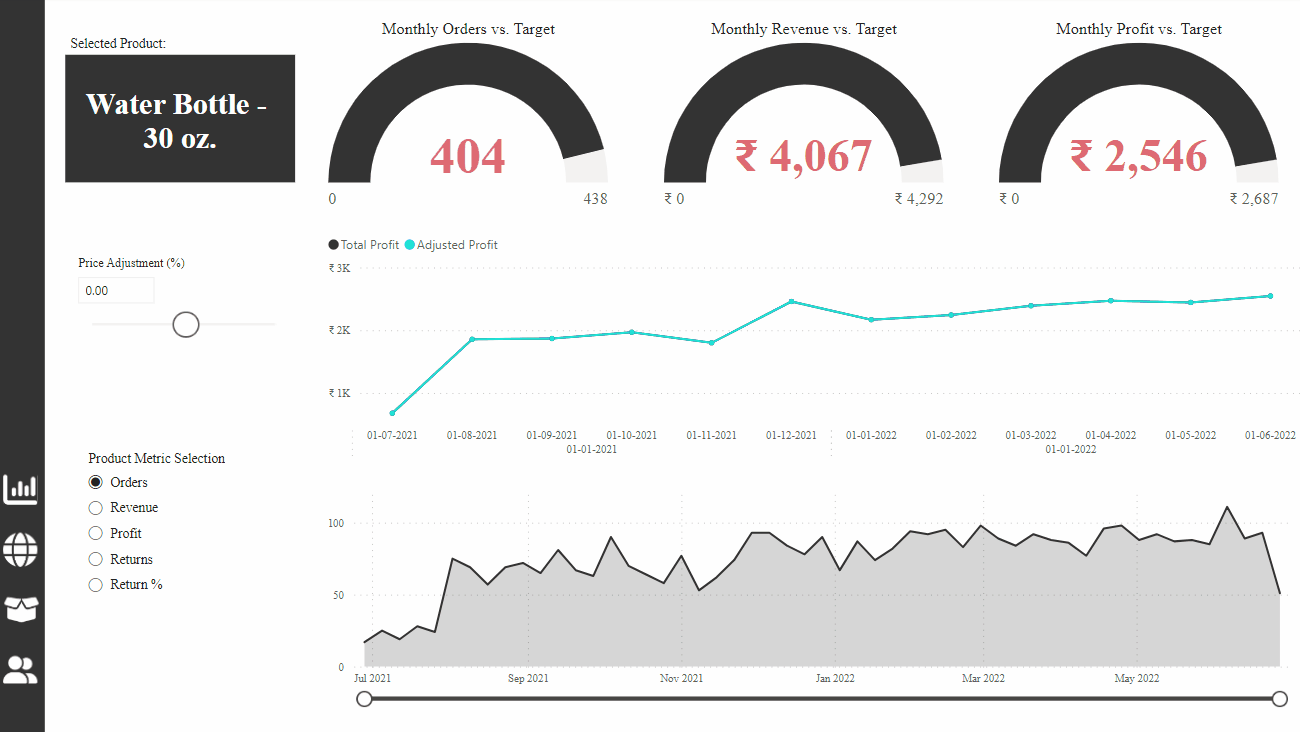 Selected Product:
Water Bottle -
30 oz.
Monthly Orders vs. Target
404
0
438
Monthly Revenue vs. Target
₹ 4,067
₹ 0
₹ 4,292
Monthly Profit vs. Target
₹ 2,546
₹ 0
₹ 2,687
Price Adjustment (%)
0.00
Total Profit Adjusted Profit
₹ 3K
₹ 2K
₹ 1K
01-07-2021 01-08-2021 01-09-2021 01-10-2021 01-11-2021 01-12-2021 01-01-2022 01-02-2022 01-03-2022 01-04-2022 01-05-2022 01-06-2022
01-01-2021 01-01-2022
Product Metric Selection
Orders
Revenue
Profit
Returns
Return %
100
50
0
Jul 2021 Sep 2021 Nov 2021 Jan 2022 Mar 2022 May 2022